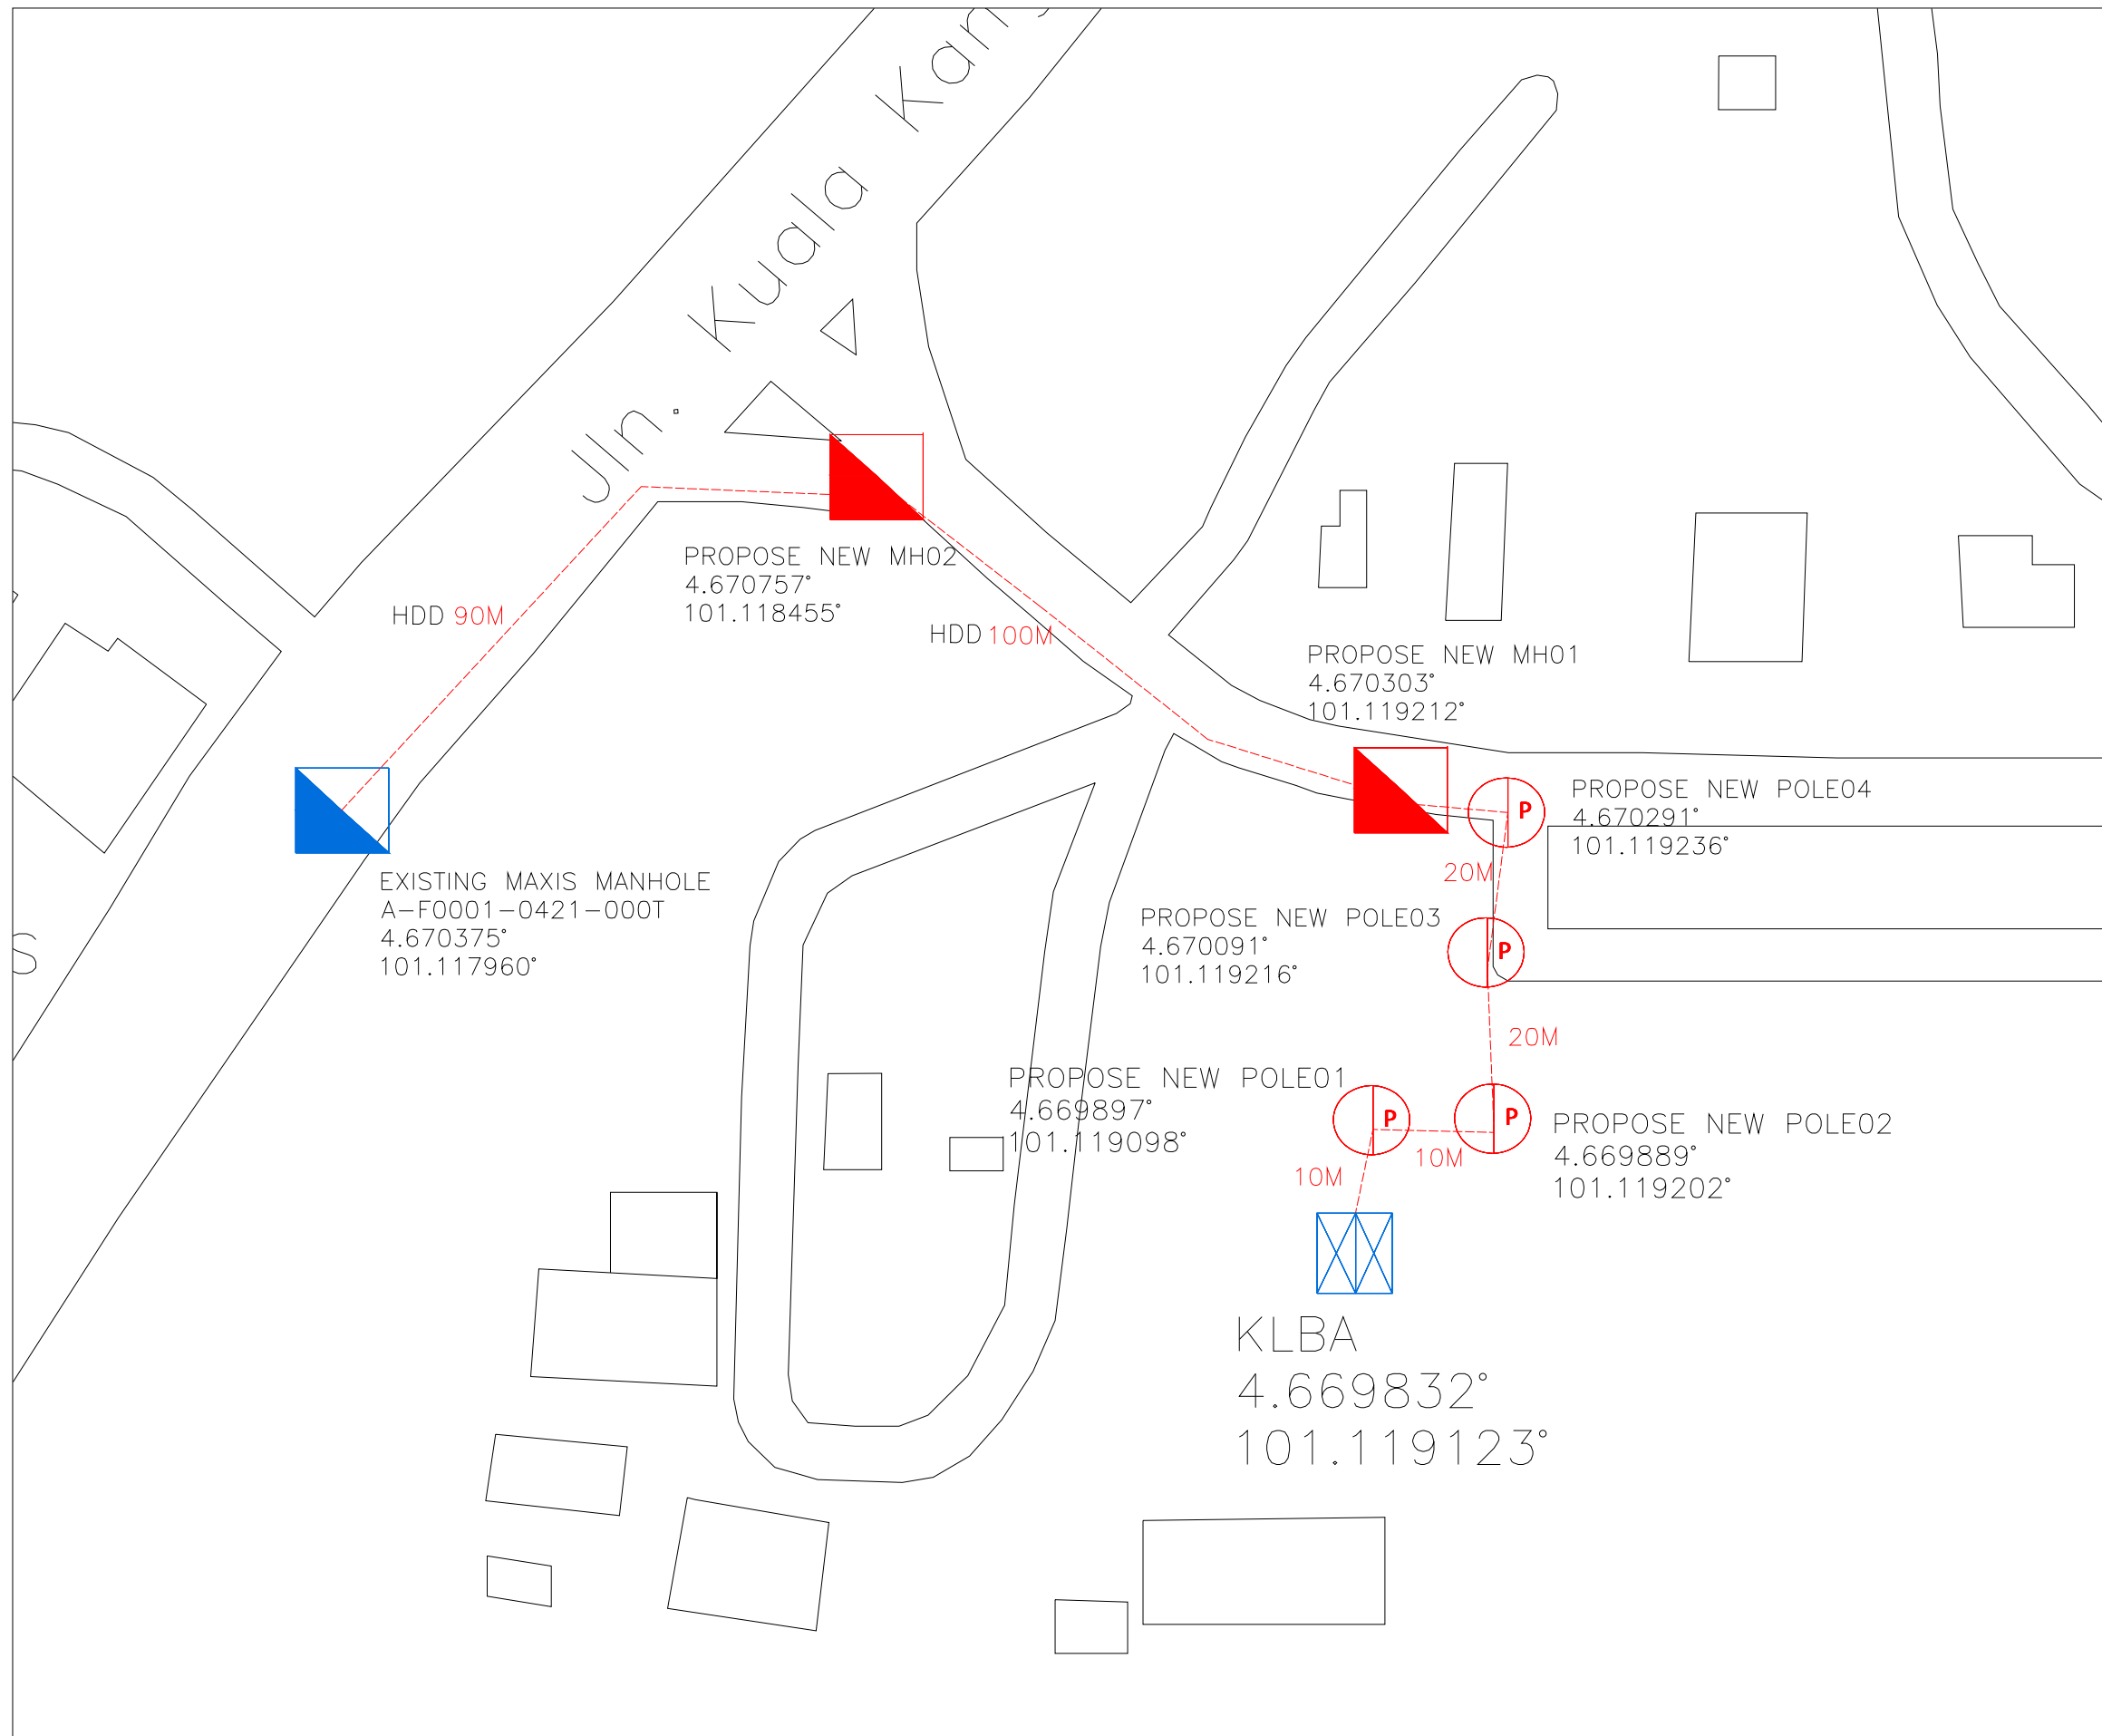 Jln. Kuala Kang
PROPOSE NEW MH02
4.670757°
101.118455°
HDD 90M
HDD 100M
PROPOSE NEW MH01
4.670303°
101.119212°
PROPOSE NEW POLE04
4.670291°
101.119236°
P
20M
EXISTING MAXIS MANHOLE
A-F0001-0421-000T
4.670375°
101.117960°
S
PROPOSE NEW POLE03
4.670091°
101.119216°
P
20M
PROPOSE NEW POLE01
4.669897°
101.119098°
P
P
PROPOSE NEW POLE02
4.669889°
101.119202°
10M
10M
KLBA
4.669832°
101.119123°